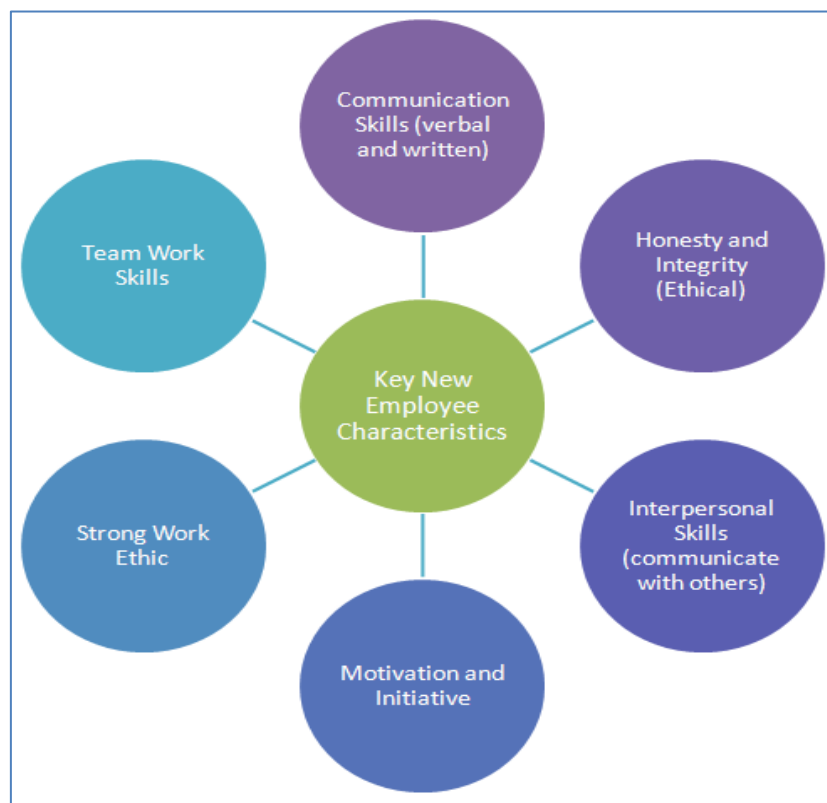 Communication
Skills (verbal
and written)
Honesty and
Integrity
(Ethical)
Interpersonal
Skills
(communicate
with others)
Motivation and
Initiative
Strong Work
Ethic
Team Work
Skills
Key New
Employee
Characteristics